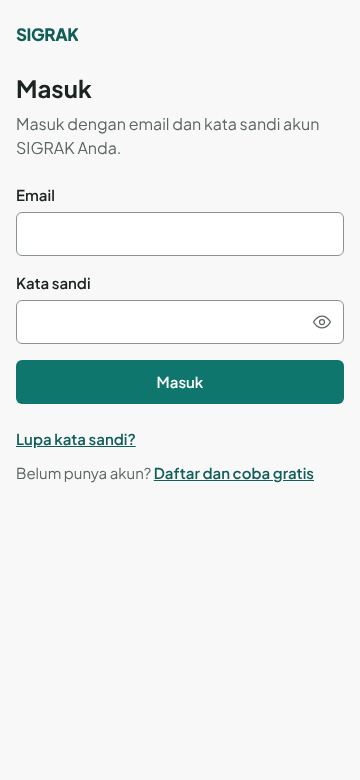 SIGRAK
Masuk
Masuk dengan email dan kata sandi akun
SIGRAK Anda.
Email
Kata sandi
Masuk
Lupa kata sandi?
Belum punya akun? Daftar dan coba gratis